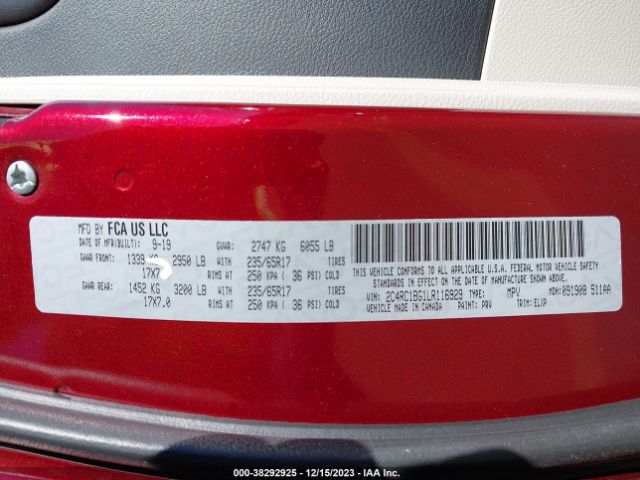 MFD BY FCA US LLC
DATE OF MFR(BUILT): 9-19 GVWR: 2747 KG 6055 LB
GAWR FRONT: 1339 KG 2950 LB WITH 235/65R17 TIRES
17X7. RIMS AT 250 KPA ( 36 PSI) COLD
GAWR REAR: 1452 KG 3200 LB WITH 235/65R17 TIRES
17X7.0 RIMS AT 250 KPA ( 36 PSI) COLD
THIS VEHICLE CONFORMS TO ALL APPLICABLE U.S.A. FEDERAL MOTOR VEHICLE SAFETY
STANDARDS IN EFFECT ON THE DATE OF MANUFACTURE SHOWN ABOVE.
VIN: 2C4RC1BG1LR116929 TYPE: MPV MDH: 091908 511AA
VEHICLE MADE IN CANADA PAINT: PRV TRIM: ELXP
000-38292925 - 12/15/2023 - IAA Inc.